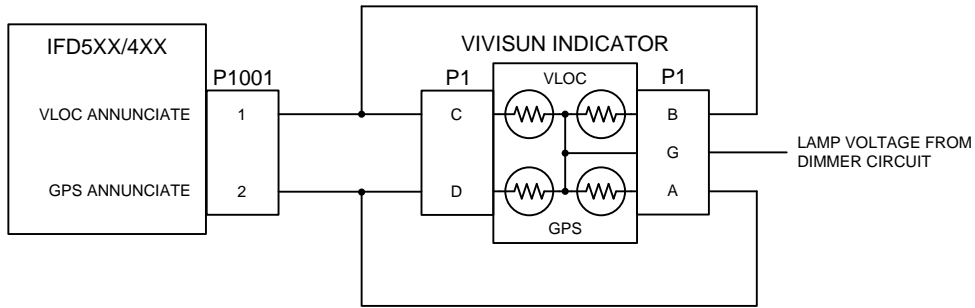 IFD5XX/4XX
P1001
VLOC ANNUNCIATE
1
GPS ANNUNCIATE
2
VIVISUN INDICATOR
P1
VLOC
P1
C
B
G
D
A
GPS
LAMP VOLTAGE FROM
DIMMER CIRCUIT